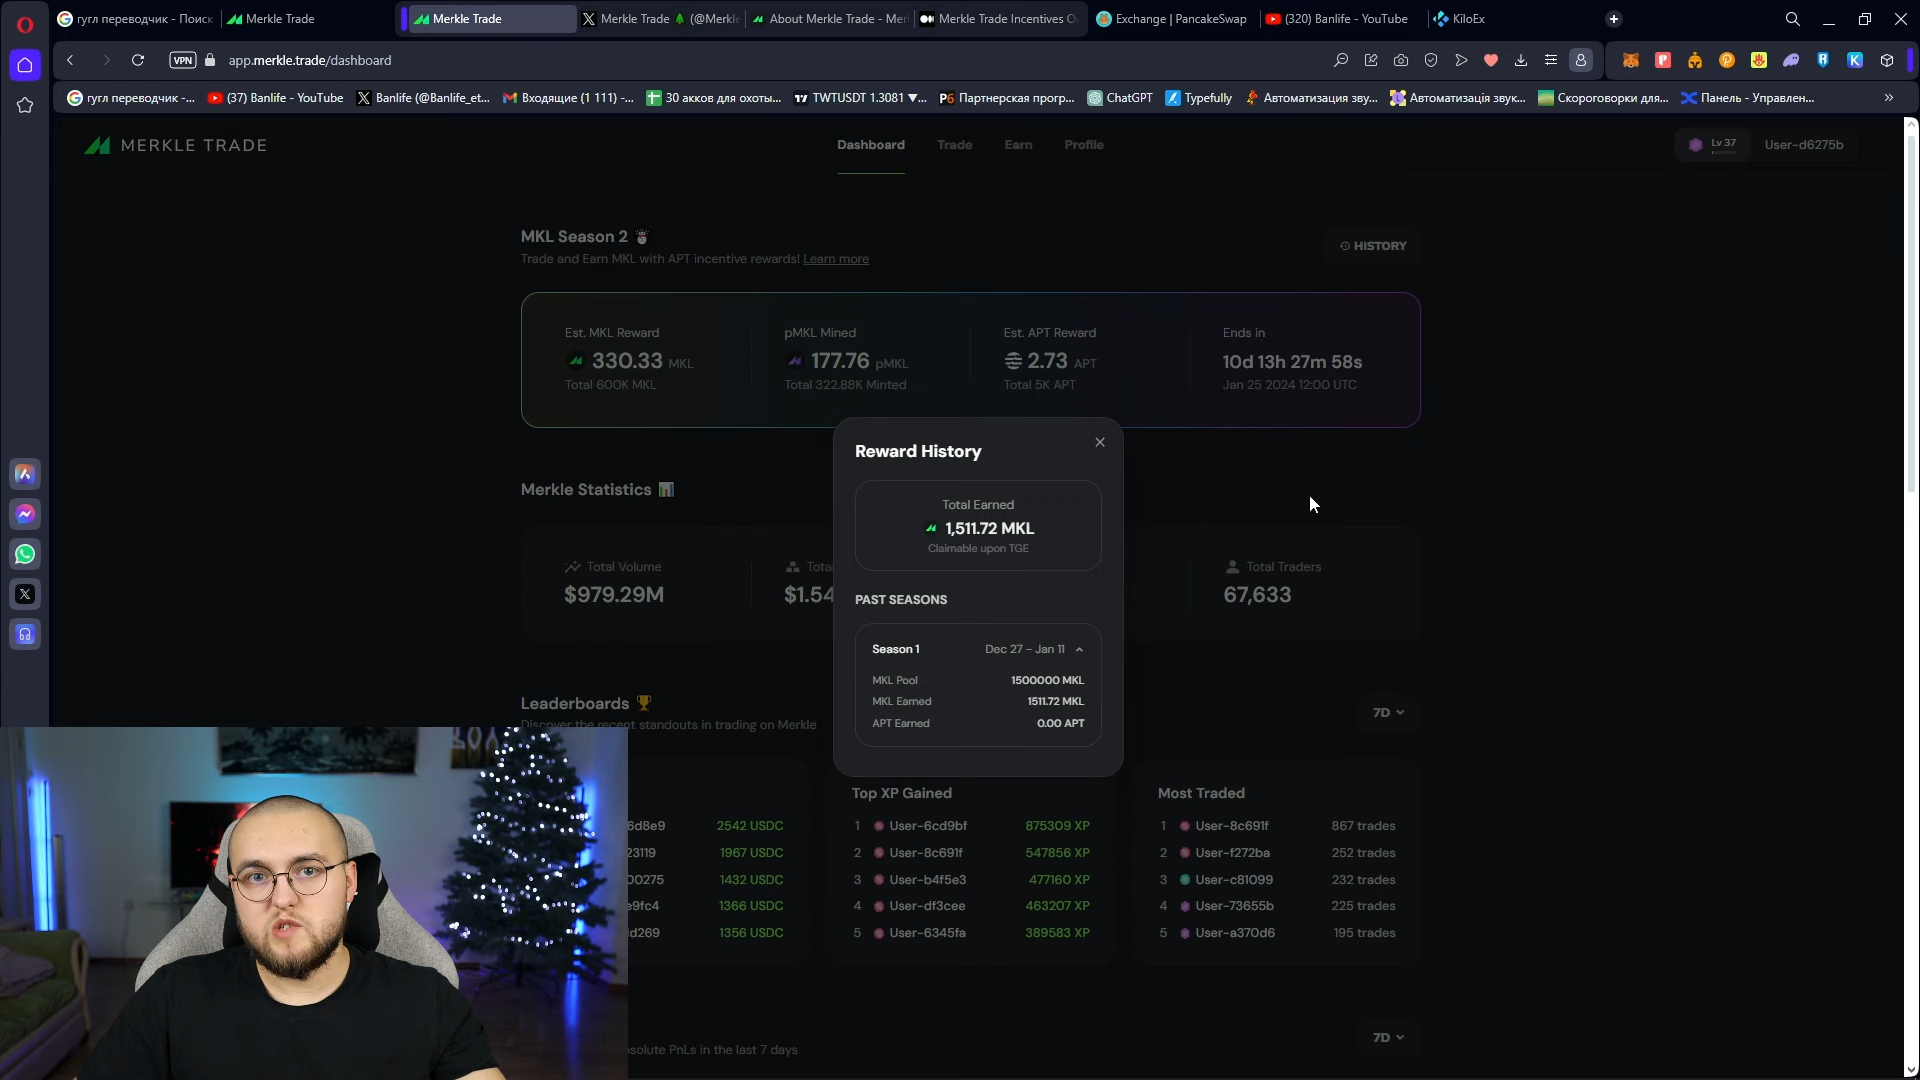 гугл переводчик - Поиск
Merkle Trade
Merkle Trade
Merkle Trade 🌲 (@Merkle
About Merkle Trade - Mer
Merkle Trade Incentives O
Exchange | PancakeSwap
(320) Banlife - YouTube
KiloEx
VPN
app.merkle.trade/dashboard
гугл переводчик -...
(37) Banlife - YouTube
Banlife (@Banlife_et...
Входящие (1 111) -...
30 акков для охоты...
TWTUSDT 1.3081 ▼...
Партнерская прогр...
ChatGPT
Typefully
Автоматизация зву...
Автоматизація звук...
Скороговорки для...
Панель - Управлен...
»
MERKLE TRADE
Dashboard
Trade
Earn
Profile
Lv 37
User-d6275b
MKL Season 2 ☃
HISTORY
Trade and Earn MKL with APT incentive rewards! Learn more
Est. MKL Reward
330.33 MKL
Total 600K MKL
pMKL Mined
177.76 pMKL
Total 322.88K Minted
Est. APT Reward
2.73 APT
Total 5K APT
Ends in
10d 13h 27m 58s
Jan 25 2024 12:00 UTC
Reward History
Total Earned
1,511.72 MKL
Claimable upon TGE
PAST SEASONS
Season 1
Dec 27 - Jan 11
MKL Pool
1500000 MKL
MKL Earned
1511.72 MKL
APT Earned
0.00 APT
Merkle Statistics 📊
Total Volume
$979.29M
Tota
$1.54
Total Traders
67,633
Leaderboards 🏆
Discover the recent standouts in trading on Merkle
7D
6d8e9 2542 USDC
23119 1967 USDC
00275 1432 USDC
e9fc4 1366 USDC
d269 1356 USDC
Top XP Gained
1 User-6cd9bf 875309 XP
2 User-8c691f 547856 XP
3 User-b4f5e3 477160 XP
4 User-df3cee 463207 XP
5 User-6345fa 389583 XP
Most Traded
1 User-8c691f 867 trades
2 User-f272ba 252 trades
3 User-c81099 232 trades
4 User-73655b 225 trades
5 User-a370d6 195 trades
7D
solute PnLs in the last 7 days